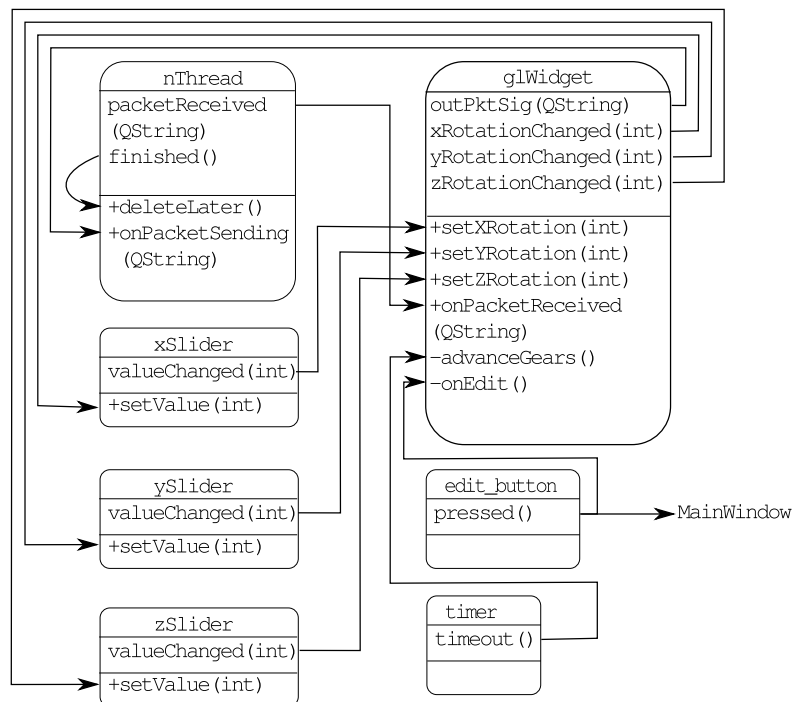 nThread
packetReceived
(QString)
finished()
+deleteLater()
+onPacketSending
(QString)
glWidget
outPktSig(QString)
xRotationChanged(int)
yRotationChanged(int)
zRotationChanged(int)
+setXRotation(int)
+setYRotation(int)
+setZRotation(int)
+onPacketReceived
(QString)
-advanceGears()
-onEdit()
xSlider
valueChanged(int)
+setValue(int)
ySlider
valueChanged(int)
+setValue(int)
edit_button
pressed()
MainWindow
zSlider
valueChanged(int)
+setValue(int)
timer
timeout()